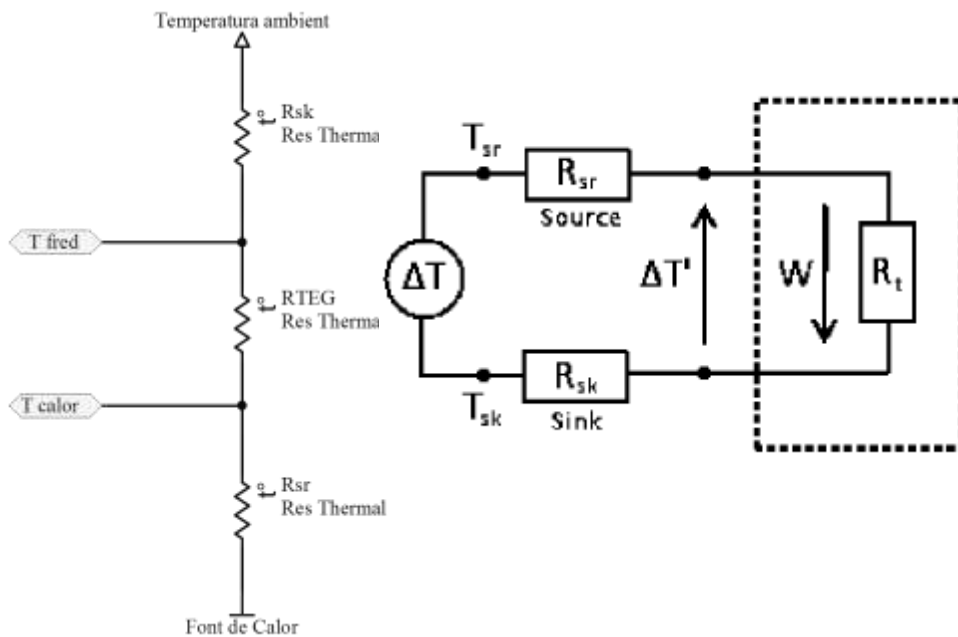 Temperatura ambient
t° Rsk
Res Therma
T fred
t° RTEG
Res Therma
T calor
t° Rsr
Res Thermal
Font de Calor
Tsr
Rsr
Source
ΔT
ΔT'
W
Rt
Rsk
Tsk
Sink